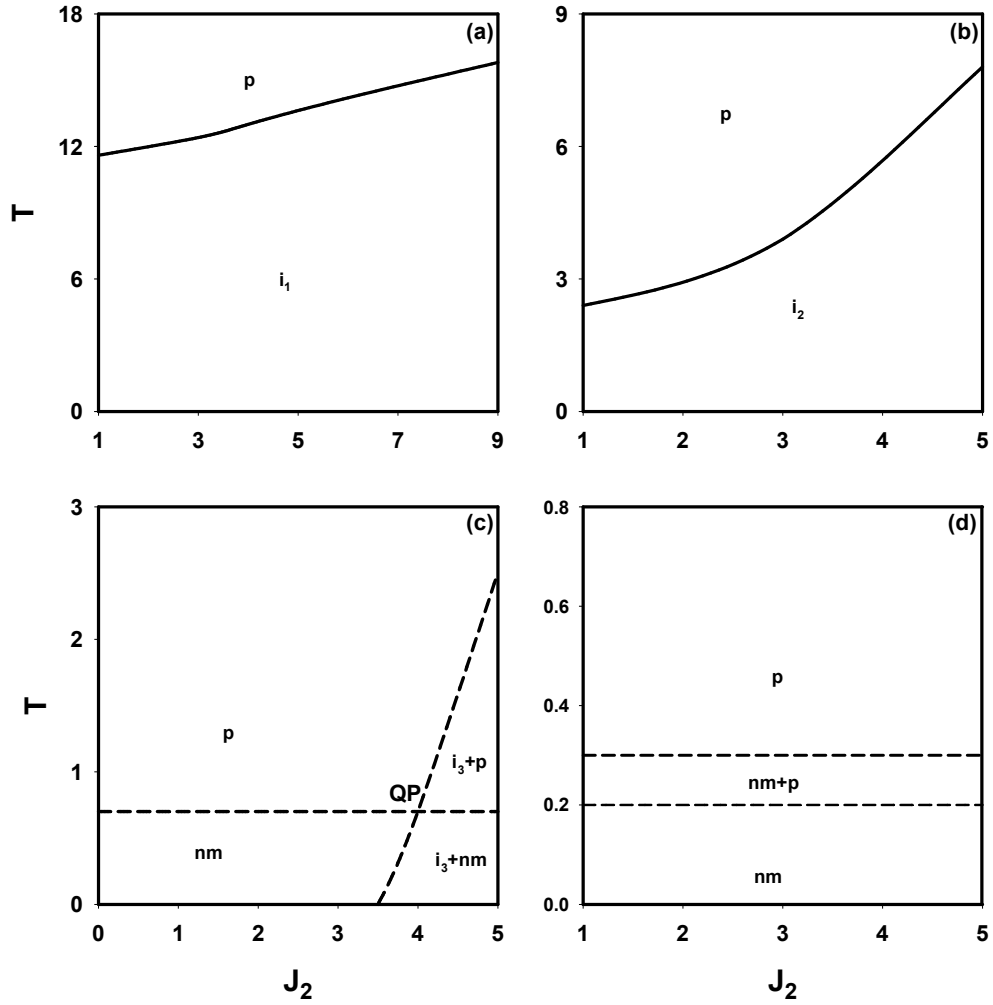 18
(a)
p
12
T
6
i₁
0
1 3 5 7 9
9
(b)
p
6
3
i₂
0
1 2 3 4 5
3
(c)
2
T
p
i₃+p
1
QP
nm
i₃+nm
0
0 1 2 3 4 5
J₂
0.8
(d)
0.6
p
0.4
nm+p
0.2
nm
0.0
1 2 3 4 5
J₂